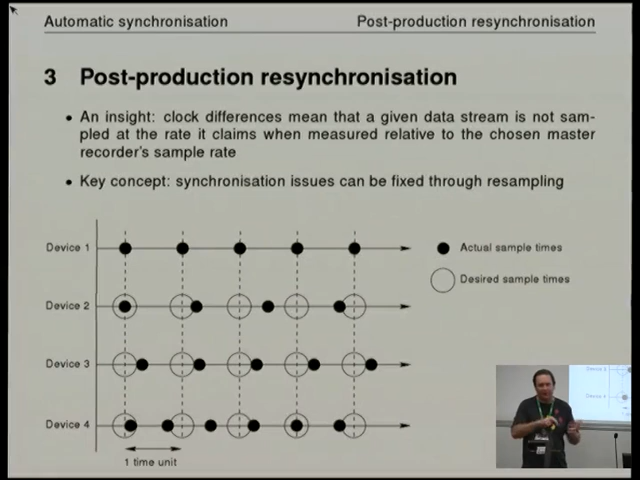 Automatic synchronisation Post-production resynchronisation
3 Post-production resynchronisation
• An insight: clock differences mean that a given data stream is not sam-
pled at the rate it claims when measured relative to the chosen master
recorder's sample rate
• Key concept: synchronisation issues can be fixed through resampling
Device 1
Actual sample times
Desired sample times
Device 2
Device 3
Device 4
1 time unit